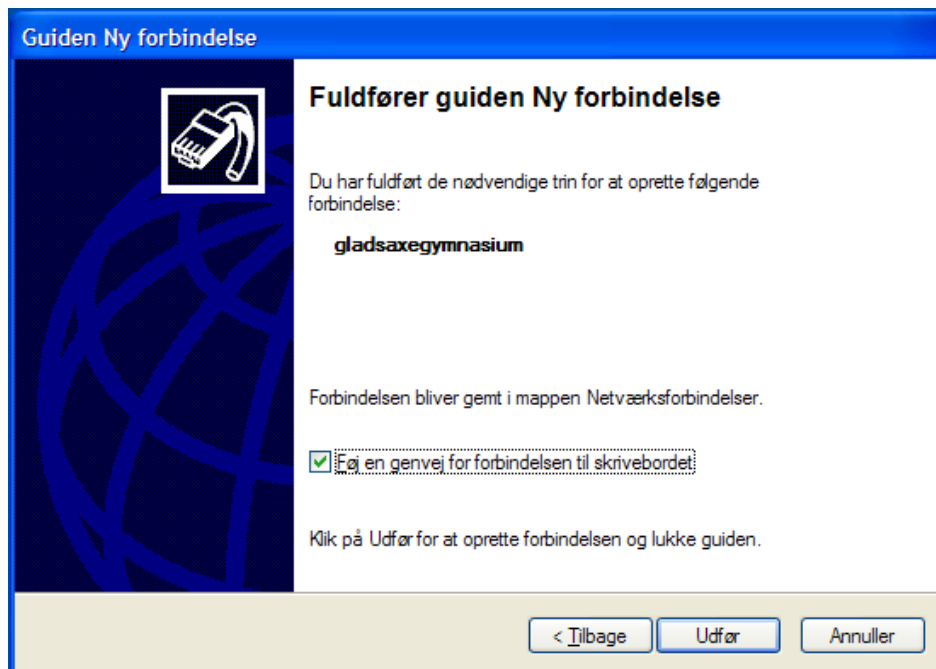 Guiden Ny forbindelse
Fuldfører guiden Ny forbindelse
Du har fuldført de nødvendige trin for at oprette følgende
forbindelse:
gladsaxegymnasium
Forbindelsen bliver gemt i mappen Netværksforbindelser.
Føj en genvej for forbindelsen til skrivebordet
Klik på Udfør for at oprette forbindelsen og lukke guiden.
< Tilbage
Udfør
Annuller